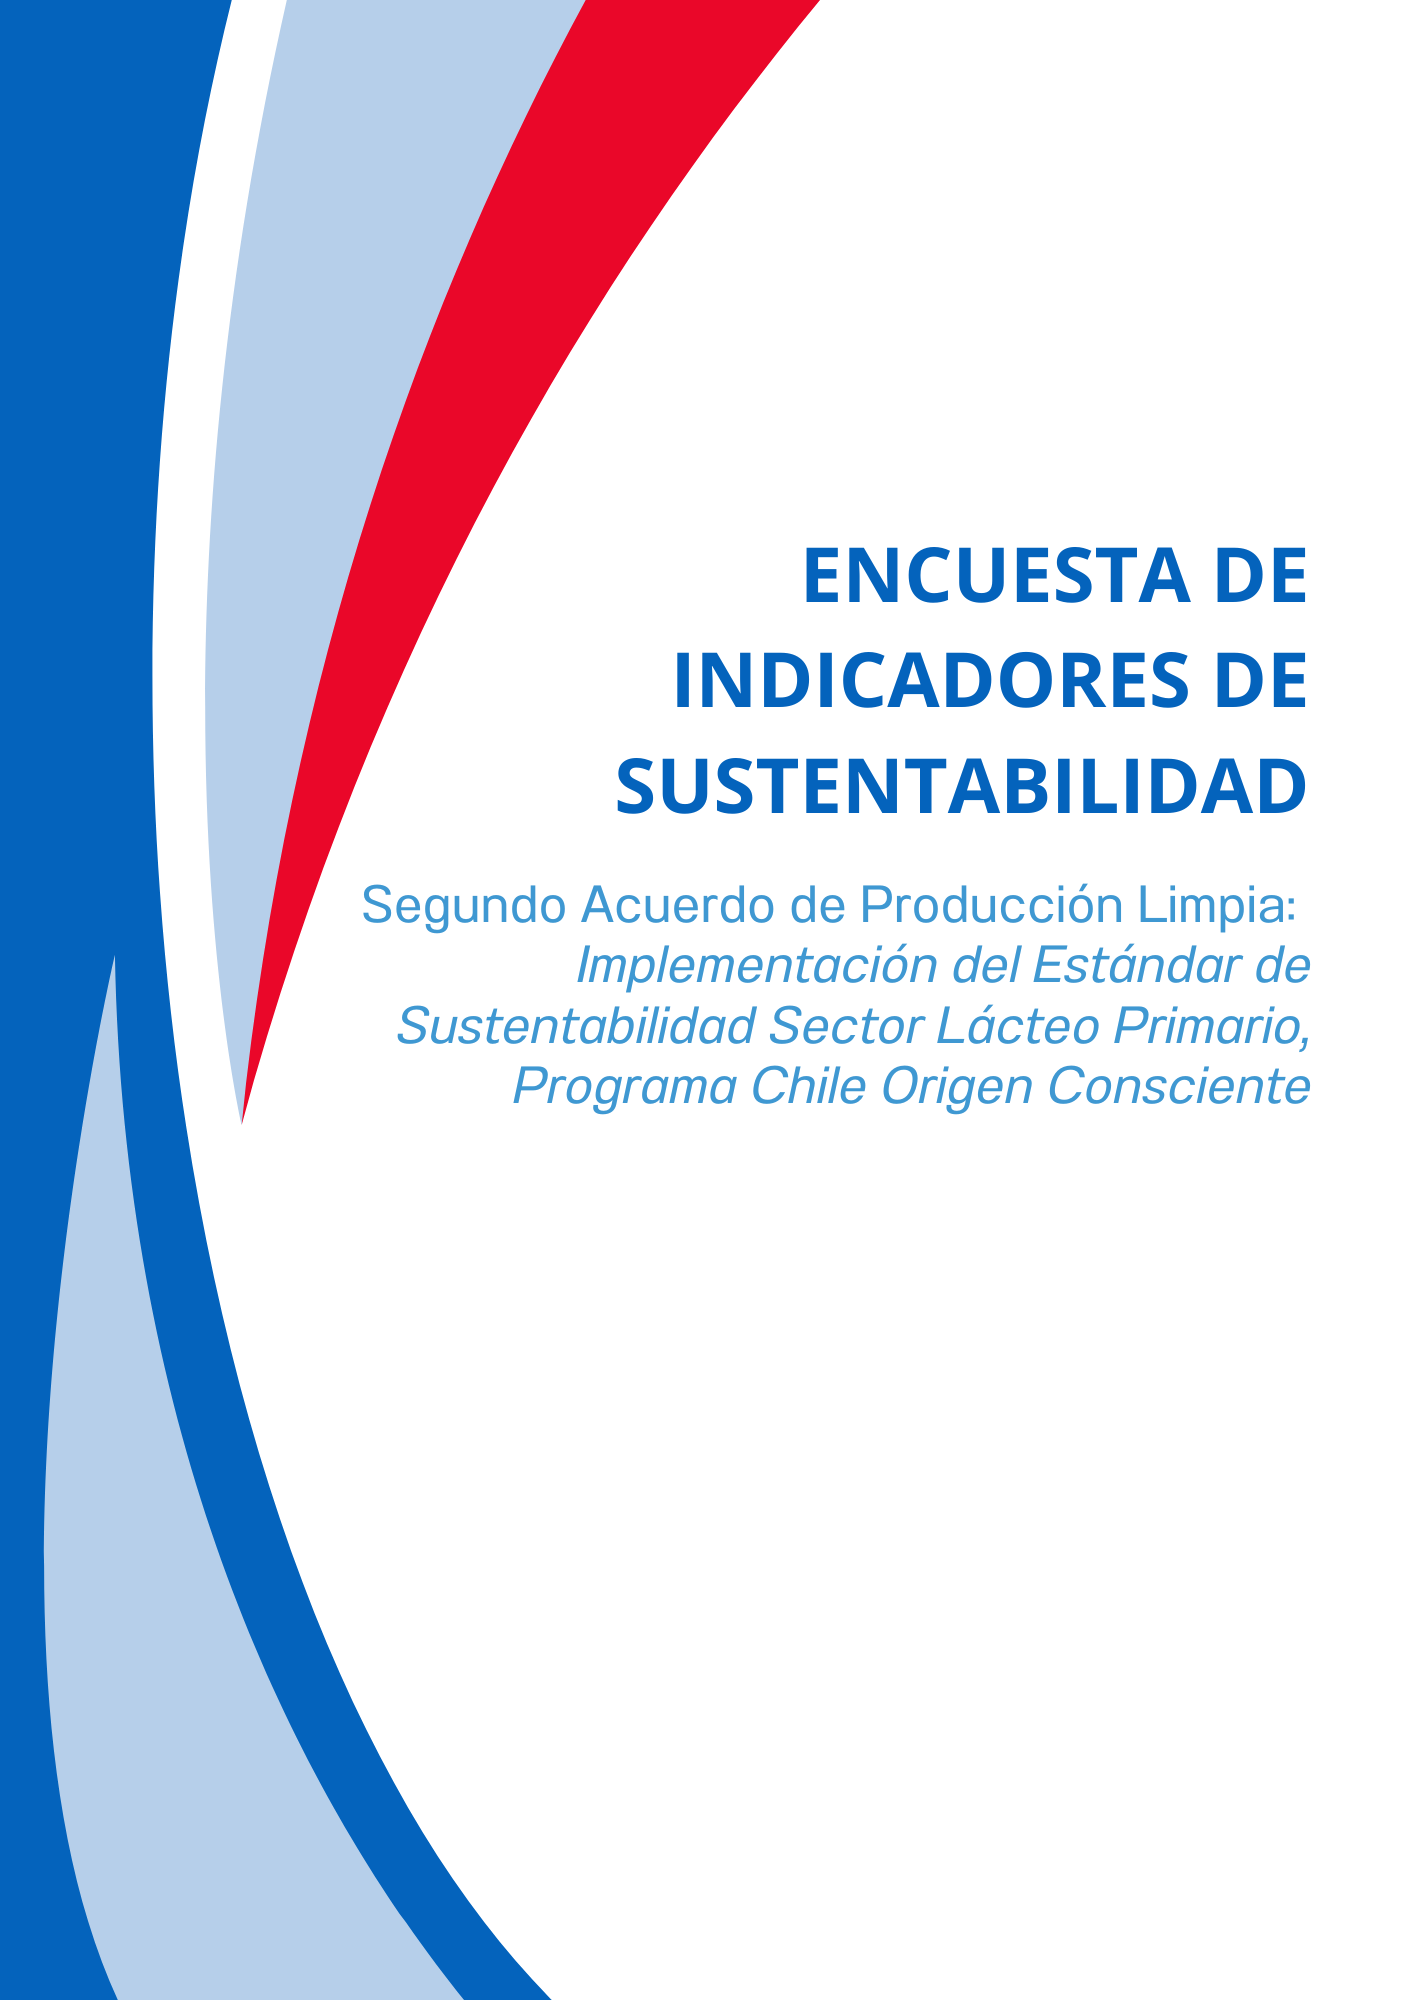 ENCUESTA DE
INDICADORES DE
SUSTENTABILIDAD
Segundo Acuerdo de Producción Limpia:
Implementación del Estándar de
Sustentabilidad Sector Lácteo Primario,
Programa Chile Origen Consciente